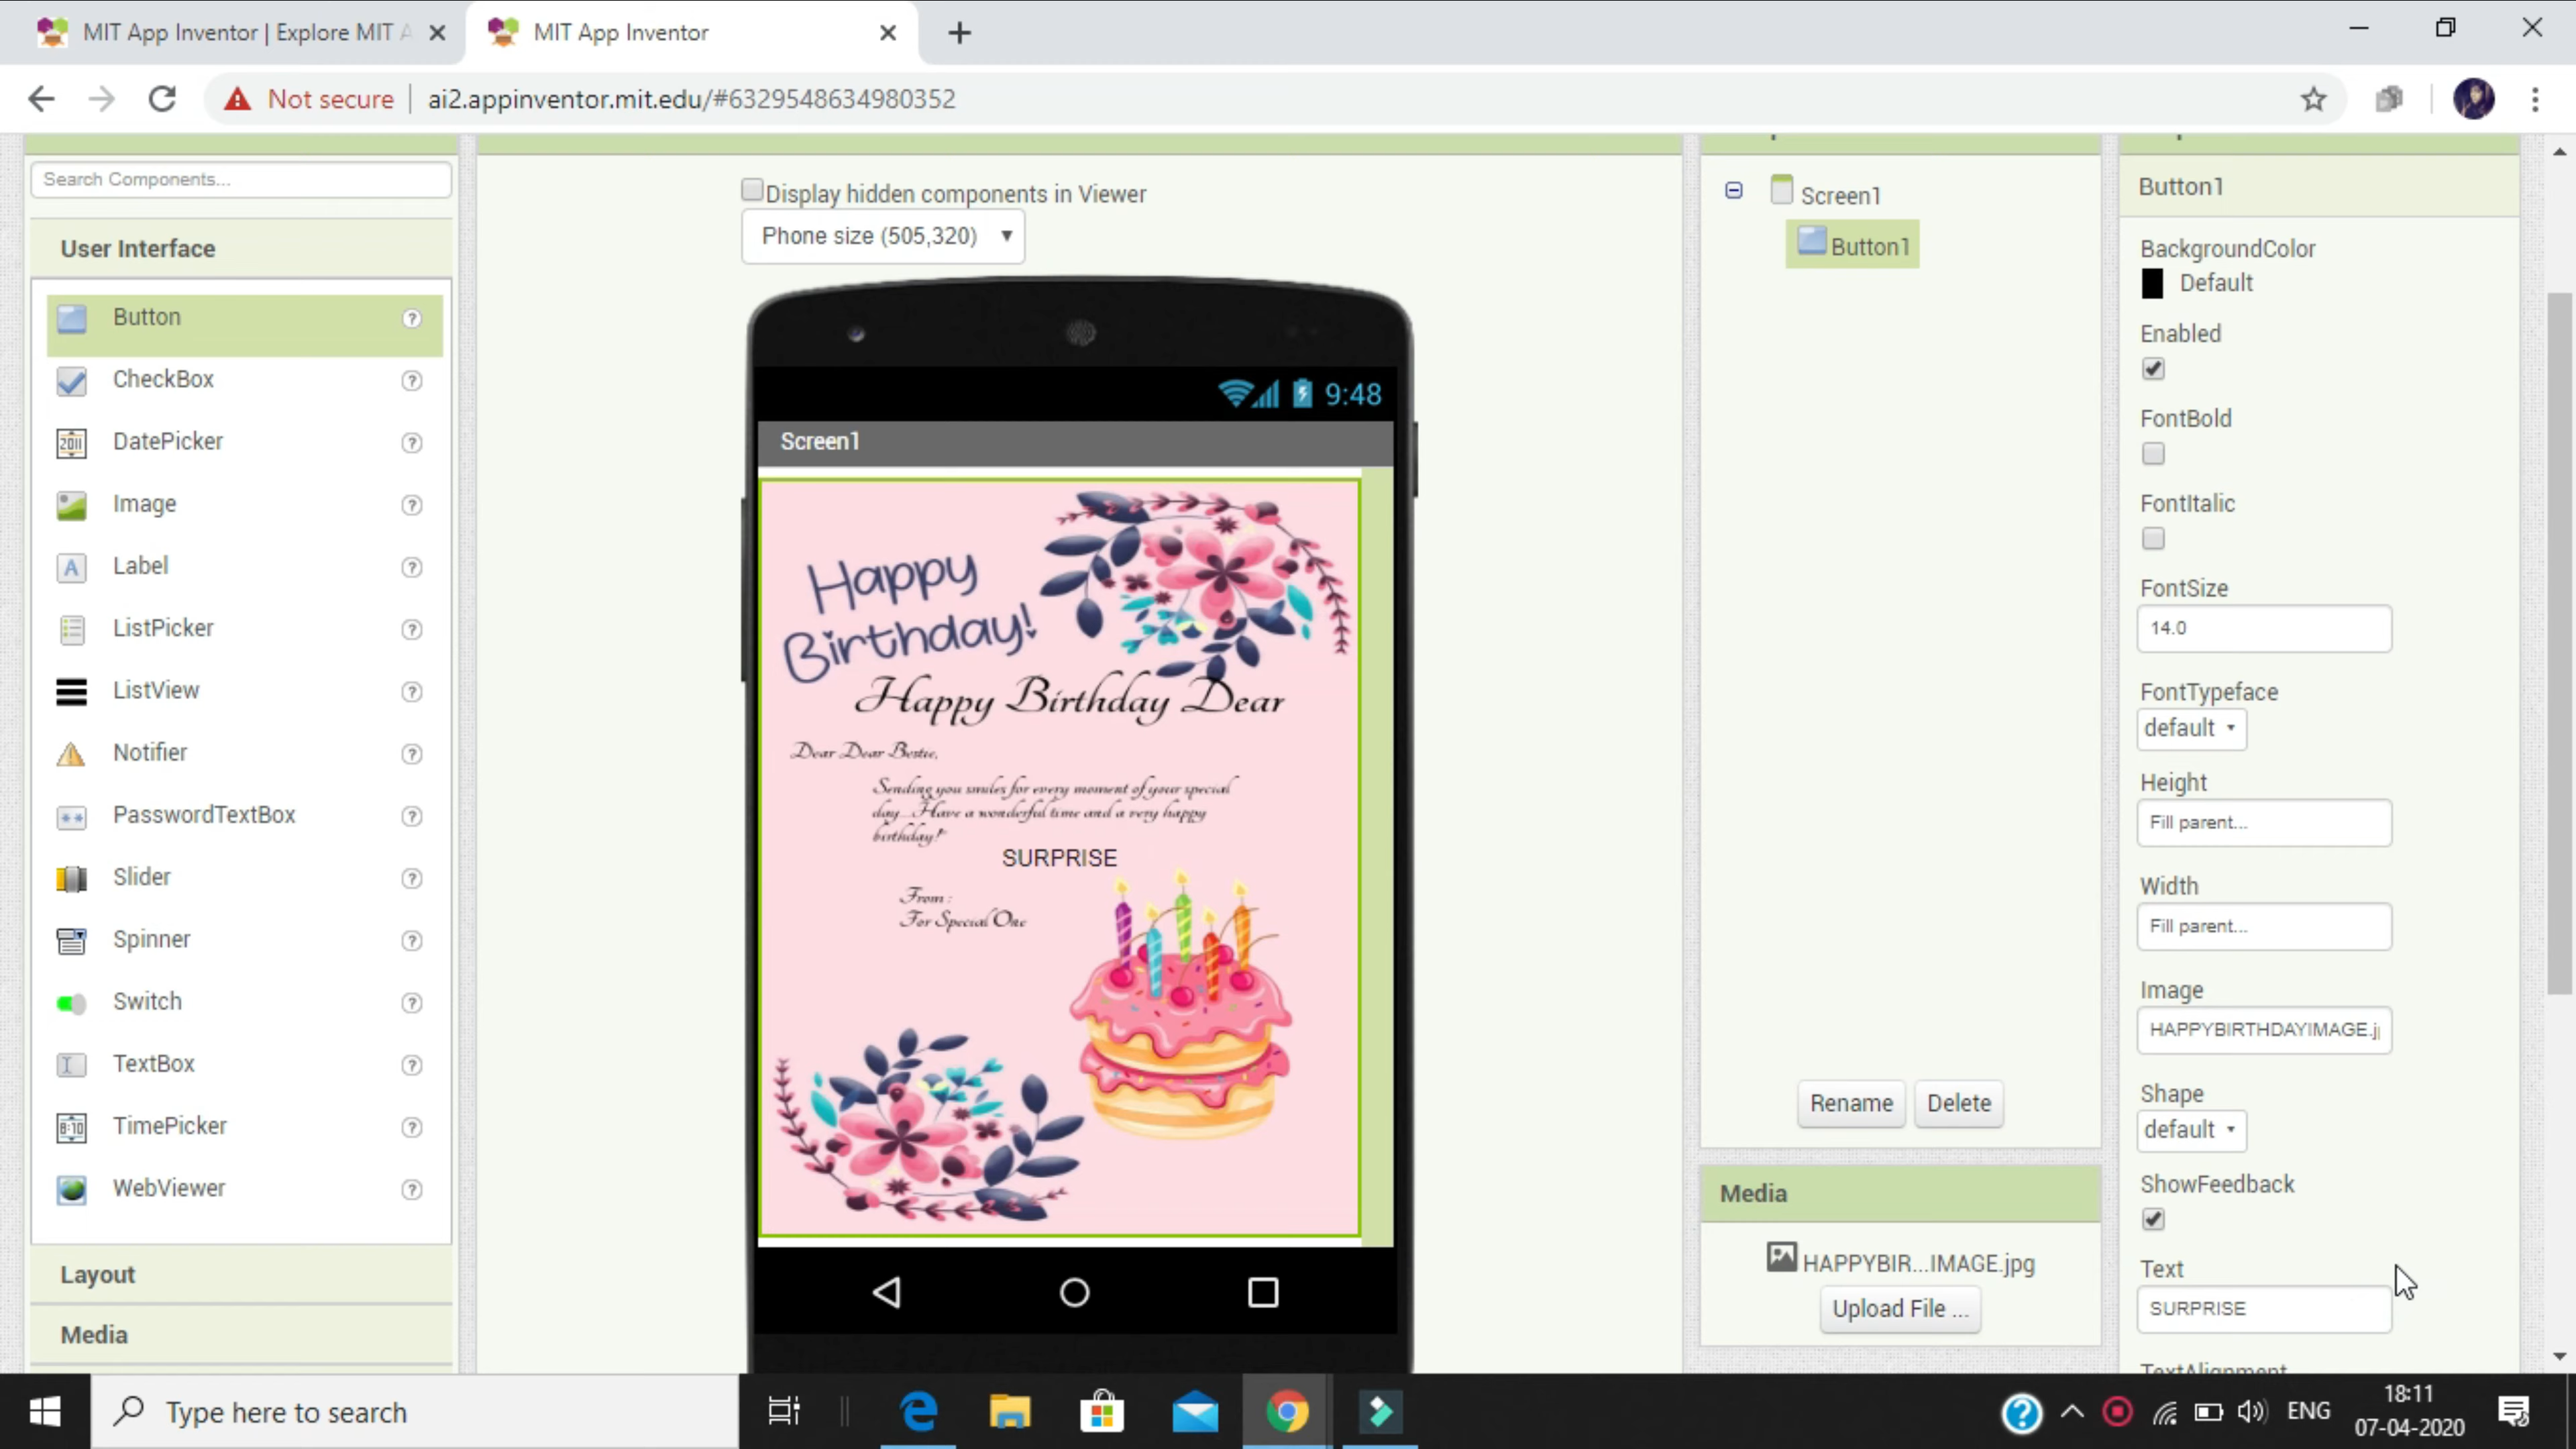 MIT App Inventor | Explore MIT A
MIT App Inventor
Not secure
ai2.appinventor.mit.edu/#6329548634980352
Search Components...
User Interface
Button
CheckBox
DatePicker
Image
Label
ListPicker
ListView
Notifier
PasswordTextBox
Slider
Spinner
Switch
TextBox
TimePicker
WebViewer
Layout
Media
Display hidden components in Viewer
Phone size (505,320)
9:48
Screen1
Happy
Birthday!
Happy Birthday Dear
Dear Dear Bestie,
Sending you smiles for every moment of your special
day...Have a wonderful time and a very happy
birthday!"
SURPRISE
From :
For Special One
Screen1
Button1
Rename
Delete
Media
HAPPYBIR...IMAGE.jpg
Upload File ...
Button1
BackgroundColor
Default
Enabled
FontBold
FontItalic
FontSize
14.0
FontTypeface
default
Height
Fill parent...
Width
Fill parent...
Image
HAPPYBIRTHDAYIMAGE.j
Shape
default
ShowFeedback
Text
SURPRISE
TextAlignment
Type here to search
ENG
18:11
07-04-2020